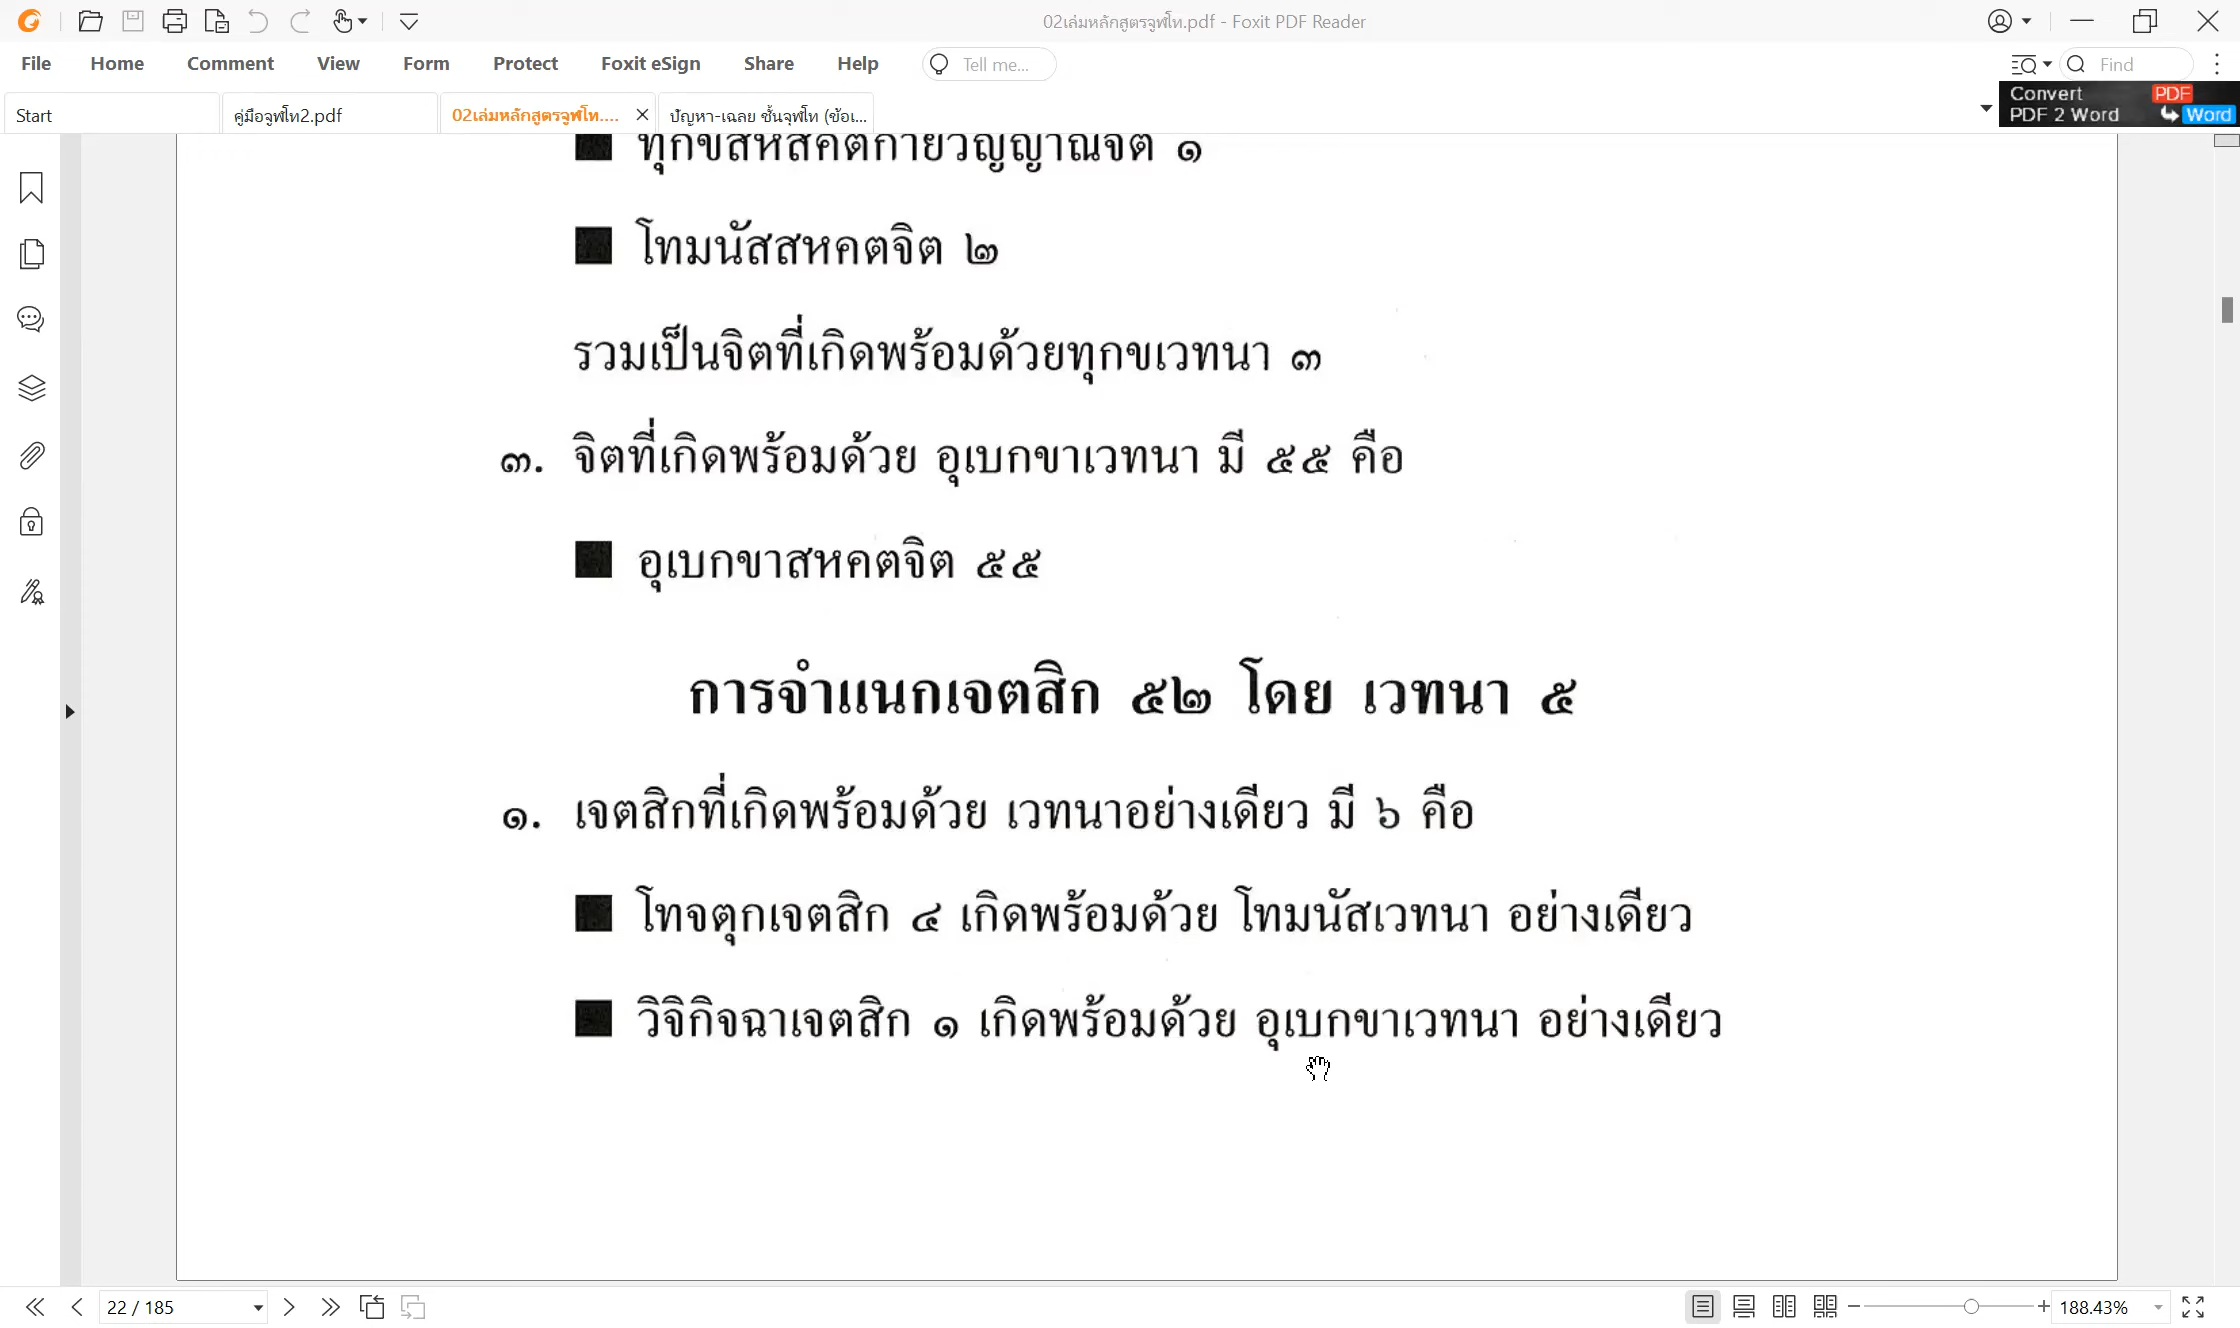 02เล่มหลักสูตรจูฬโท.pdf - Foxit PDF Reader
File Home Comment View Form Protect Foxit eSign Share Help Tell me... Find
Convert PDF
PDF 2 Word Word
Start คู่มือจูฬโท2.pdf 02เล่มหลักสูตรจูฬโท.... ปัญหา-เฉลย ชั้นจุฬโท (ข้อเ...
ทุกขสหสคตกายวิญญาณจิต ๑
โทมนัสสหคตจิต ๒
รวมเป็นจิตที่เกิดพร้อมด้วยทุกขเวทนา ๓
๓. จิตที่เกิดพร้อมด้วย อุเบกขาเวทนา มี ๕๕ คือ
อุเบกขาสหคตจิต ๕๕
การจำแนกเจตสิก ๕๒ โดย เวทนา ๕
๑. เจตสิกที่เกิดพร้อมด้วย เวทนาอย่างเดียว มี ๖ คือ
โทจตุกเจตสิก ๔ เกิดพร้อมด้วย โทมนัสเวทนา อย่างเดียว
วิจิกิจฉาเจตสิก ๑ เกิดพร้อมด้วย อุเบกขาเวทนา อย่างเดียว
22 / 185 188.43%